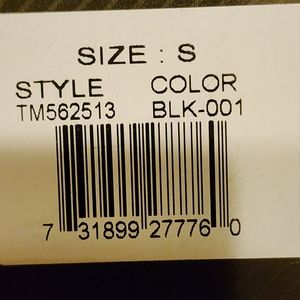 SIZE : S
STYLE COLOR
TM562513 BLK-001
7 31899 27776 0